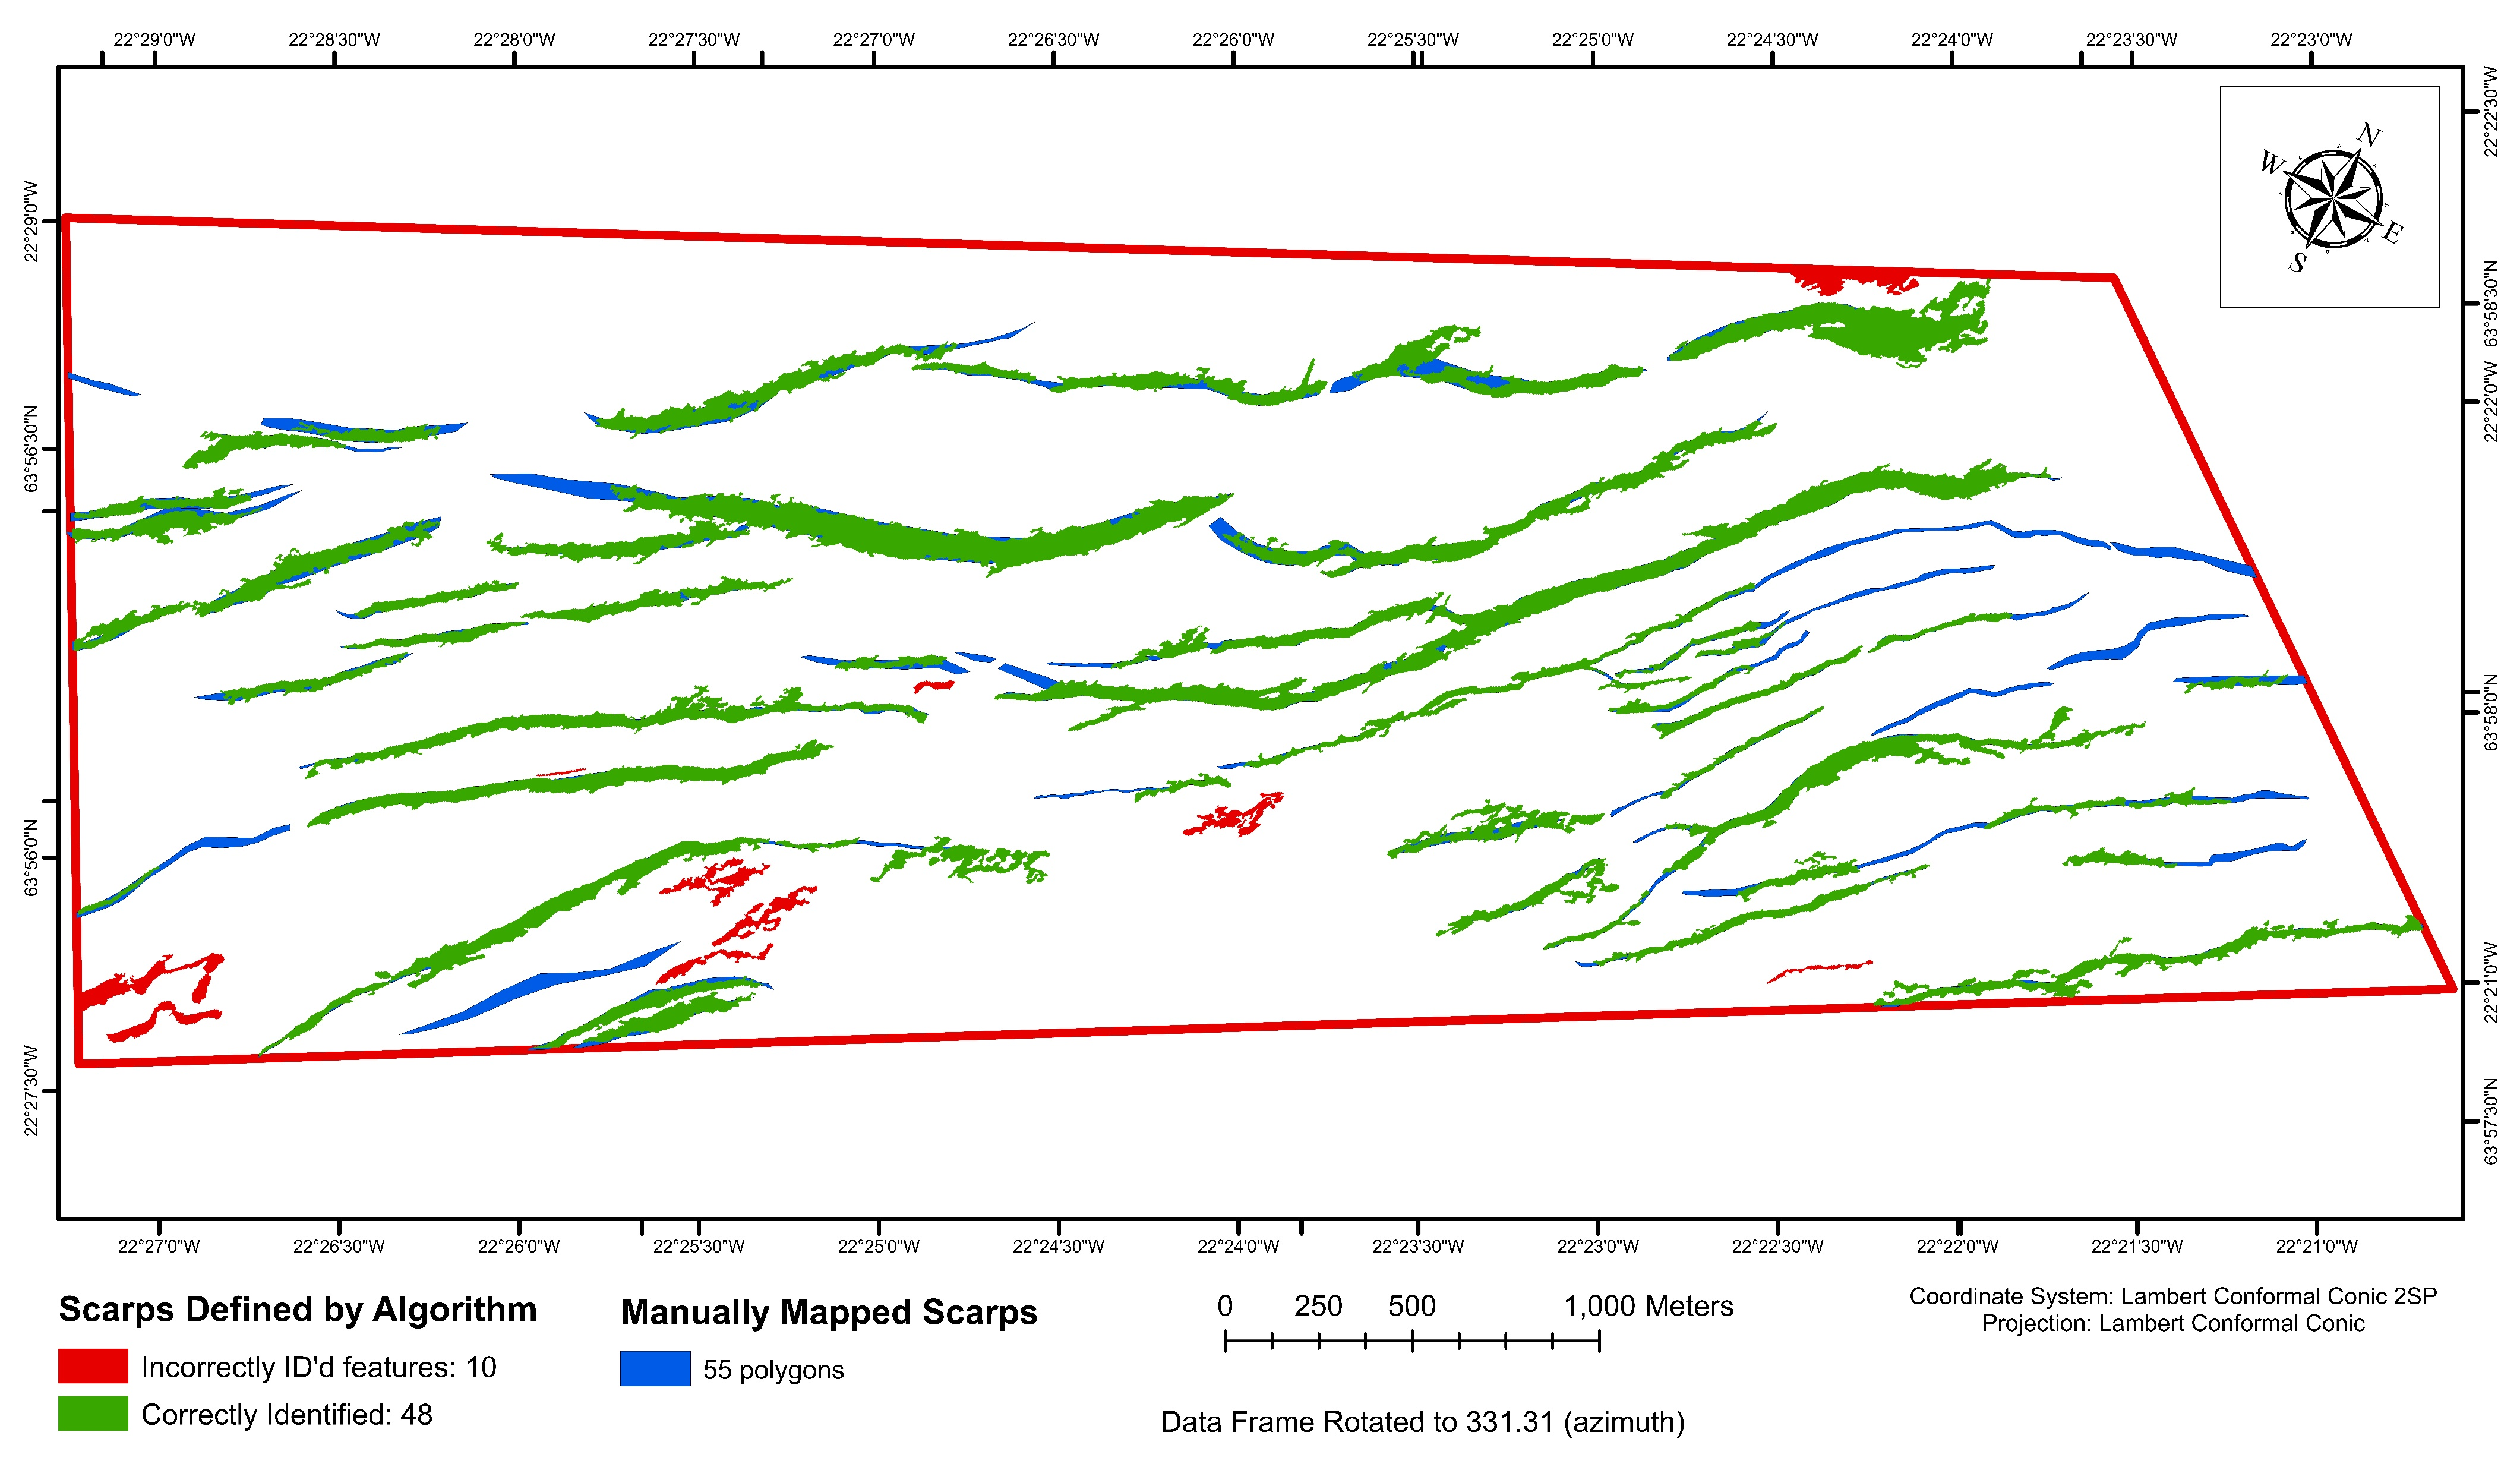 22°29'0"W 22°28'30"W 22°28'0"W 22°27'30"W 22°27'0"W 22°26'30"W 22°26'0"W 22°25'30"W 22°25'0"W 22°24'30"W 22°24'0"W 22°23'30"W 22°23'0"W
22°29'0"W
63°56'30"N
63°56'0"N
22°27'30"W
N
W
E
S
22°22'30"W
63°58'30"N
22°22'0"W
63°58'0"N
22°21'0"W
63°57'30"N
22°27'0"W 22°26'30"W 22°26'0"W 22°25'30"W 22°25'0"W 22°24'30"W 22°24'0"W 22°23'30"W 22°23'0"W 22°22'30"W 22°22'0"W 22°21'30"W 22°21'0"W
Scarps Defined by Algorithm
Incorrectly ID'd features: 10
Correctly Identified: 48
Manually Mapped Scarps
55 polygons
0 250 500 1,000 Meters
Data Frame Rotated to 331.31 (azimuth)
Coordinate System: Lambert Conformal Conic 2SP
Projection: Lambert Conformal Conic